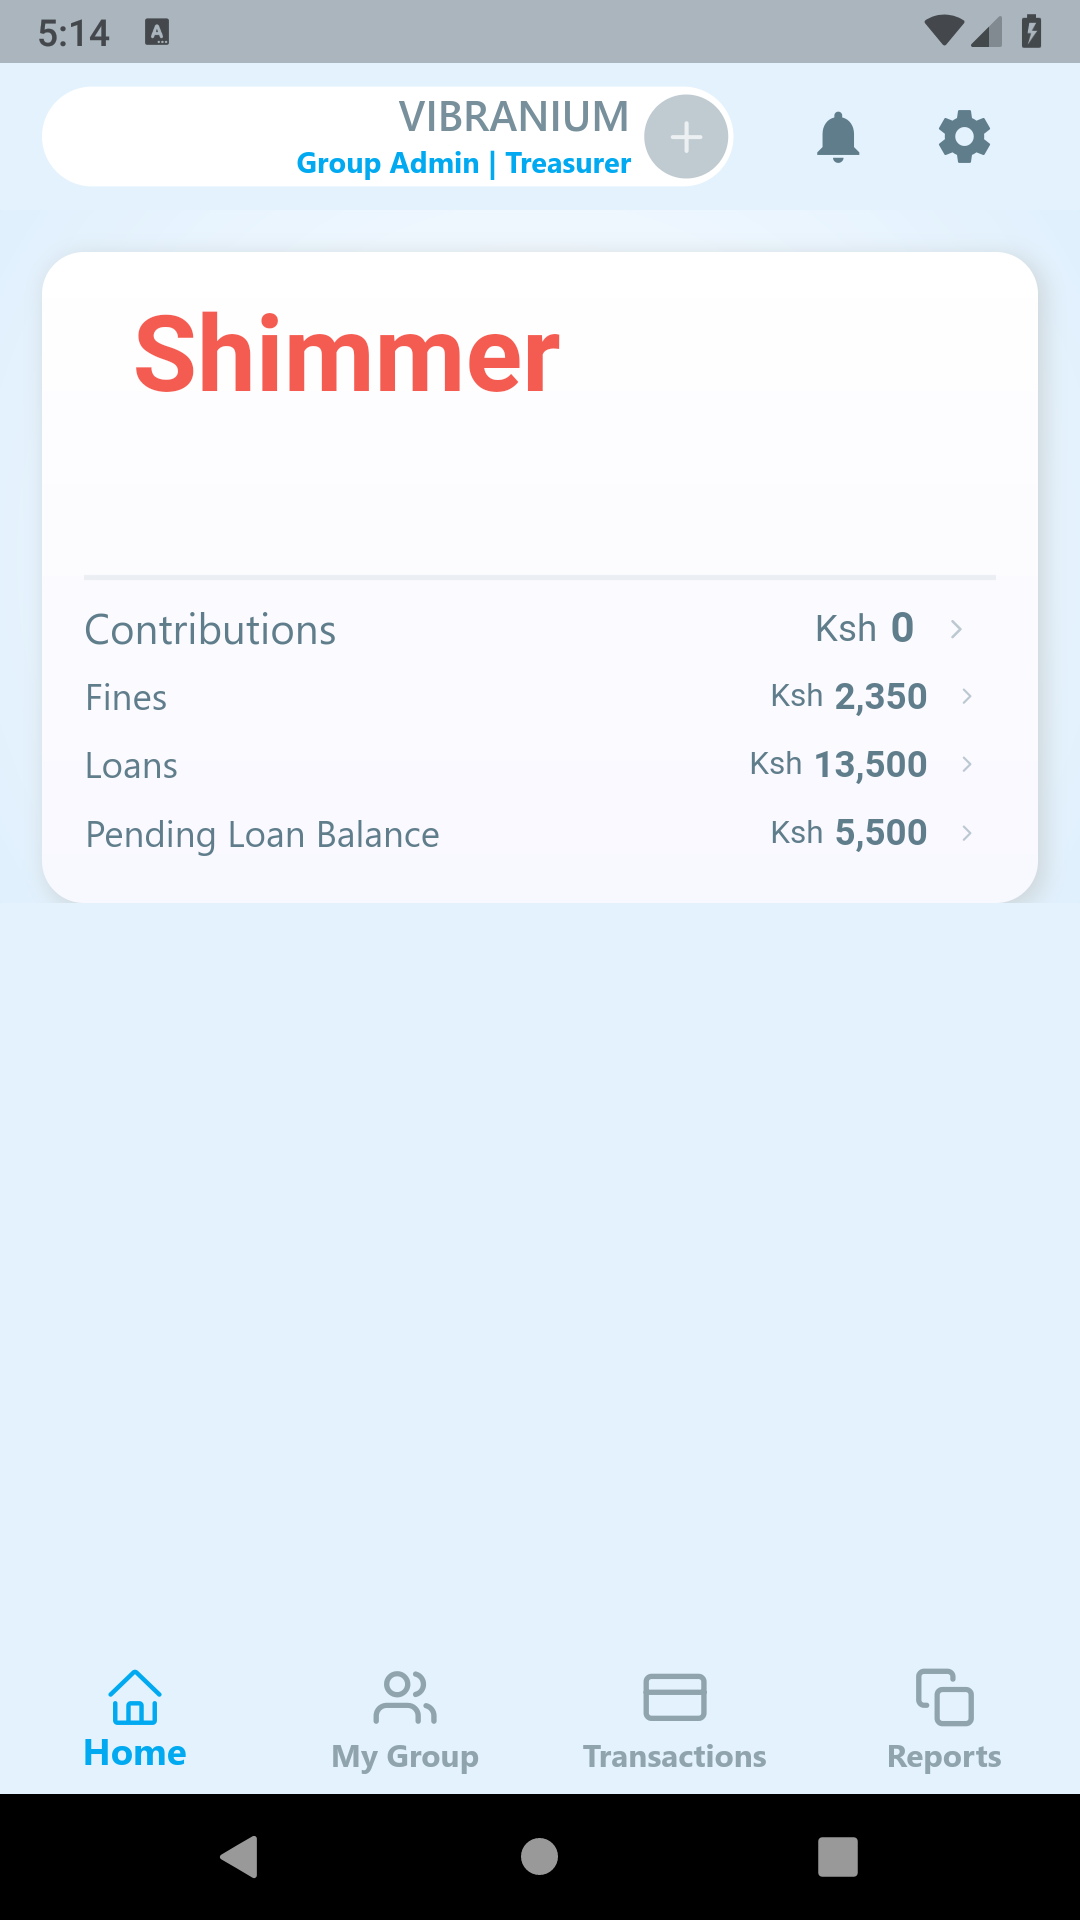 5:14
VIBRANIUM
Group Admin | Treasurer
Shimmer
Contributions Ksh 0
Fines Ksh 2,350
Loans Ksh 13,500
Pending Loan Balance Ksh 5,500
Home My Group Transactions Reports